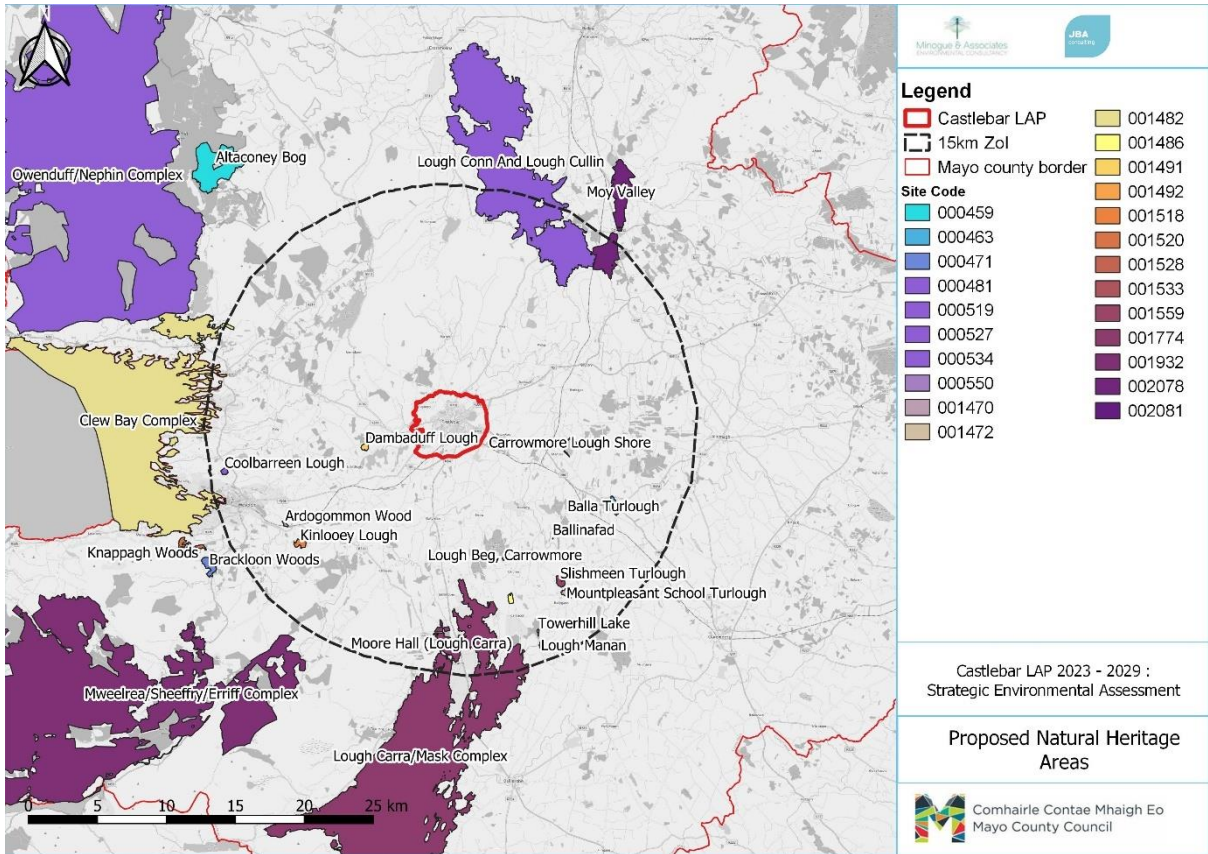 Altaconey Bog
Owenduff/Nephin Complex
Lough Conn And Lough Cullin
Moy Valley
Clew Bay Complex
Dambaduff Lough
Carrowmore Lough Shore
Coolbarreen Lough
Balla Turlough
Ardogommon Wood
Ballinafad
Kinlooey Lough
Knappagh Woods
Brackloon Woods
Lough Beg, Carrowmore
Slishmeen Turlough
Mountpleasant School Turlough
Towerhill Lake
Moore Hall (Lough Carra)
Lough Manan
Mweelrea/Sheeffry/Erriff Complex
Lough Carra/Mask Complex
0 5 10 15 20 25 km
Minogue & Associates
ENVIRONMENTAL CONSULTANCY
JBA
consulting
Legend
Castlebar LAP
15km ZoI
Mayo county border
Site Code
000459
000463
000471
000481
000519
000527
000534
000550
001470
001472
001482
001486
001491
001492
001518
001520
001528
001533
001559
001774
001932
002078
002081
Castlebar LAP 2023 - 2029 :
Strategic Environmental Assessment
Proposed Natural Heritage
Areas
Comhairle Contae Mhaigh Eo
Mayo County Council